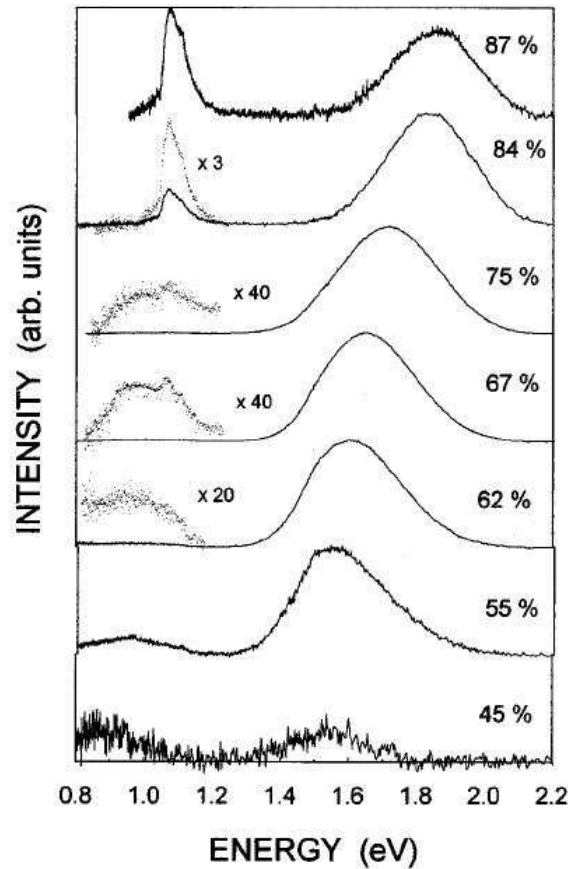 87 %
84 %
x 3
75 %
x 40
67 %
x 40
62 %
x 20
55 %
45 %
INTENSITY (arb. units)
0.8 1.0 1.2 1.4 1.6 1.8 2.0 2.2
ENERGY (eV)